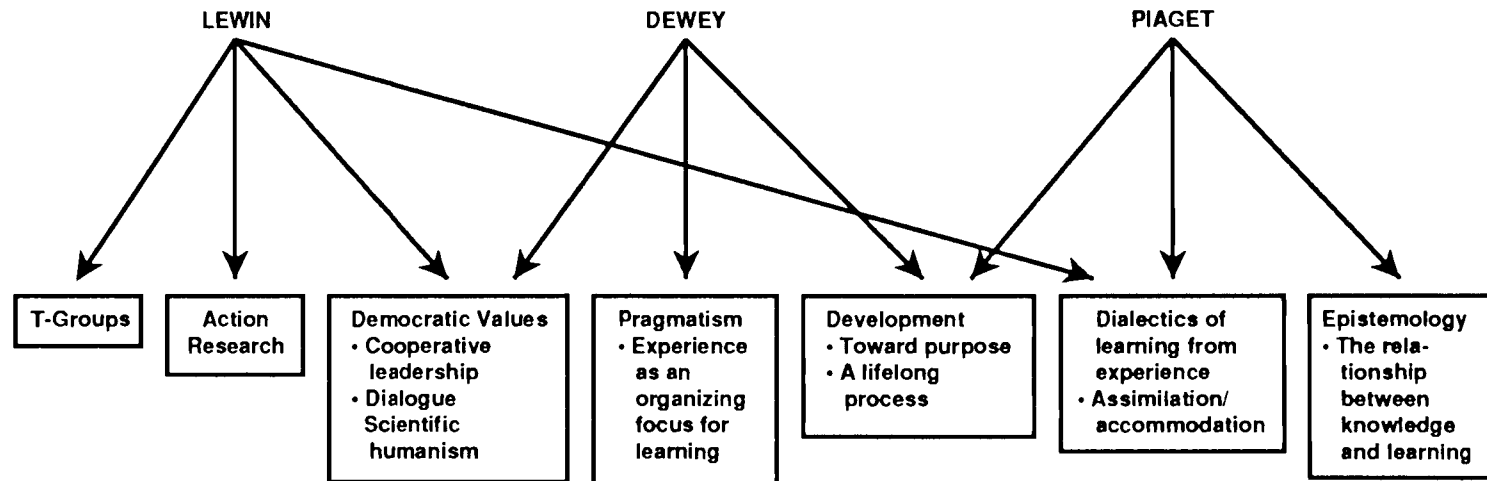 LEWIN
DEWEY
PIAGET
T-Groups
Action
Research
Democratic Values
• Cooperative
leadership
• Dialogue
Scientific
humanism
Pragmatism
• Experience
as an
organizing
focus for
learning
Development
• Toward purpose
• A lifelong
process
Dialectics of
learning from
experience
• Assimilation/
accommodation
Epistemology
• The rela-
tionship
between
knowledge
and learning